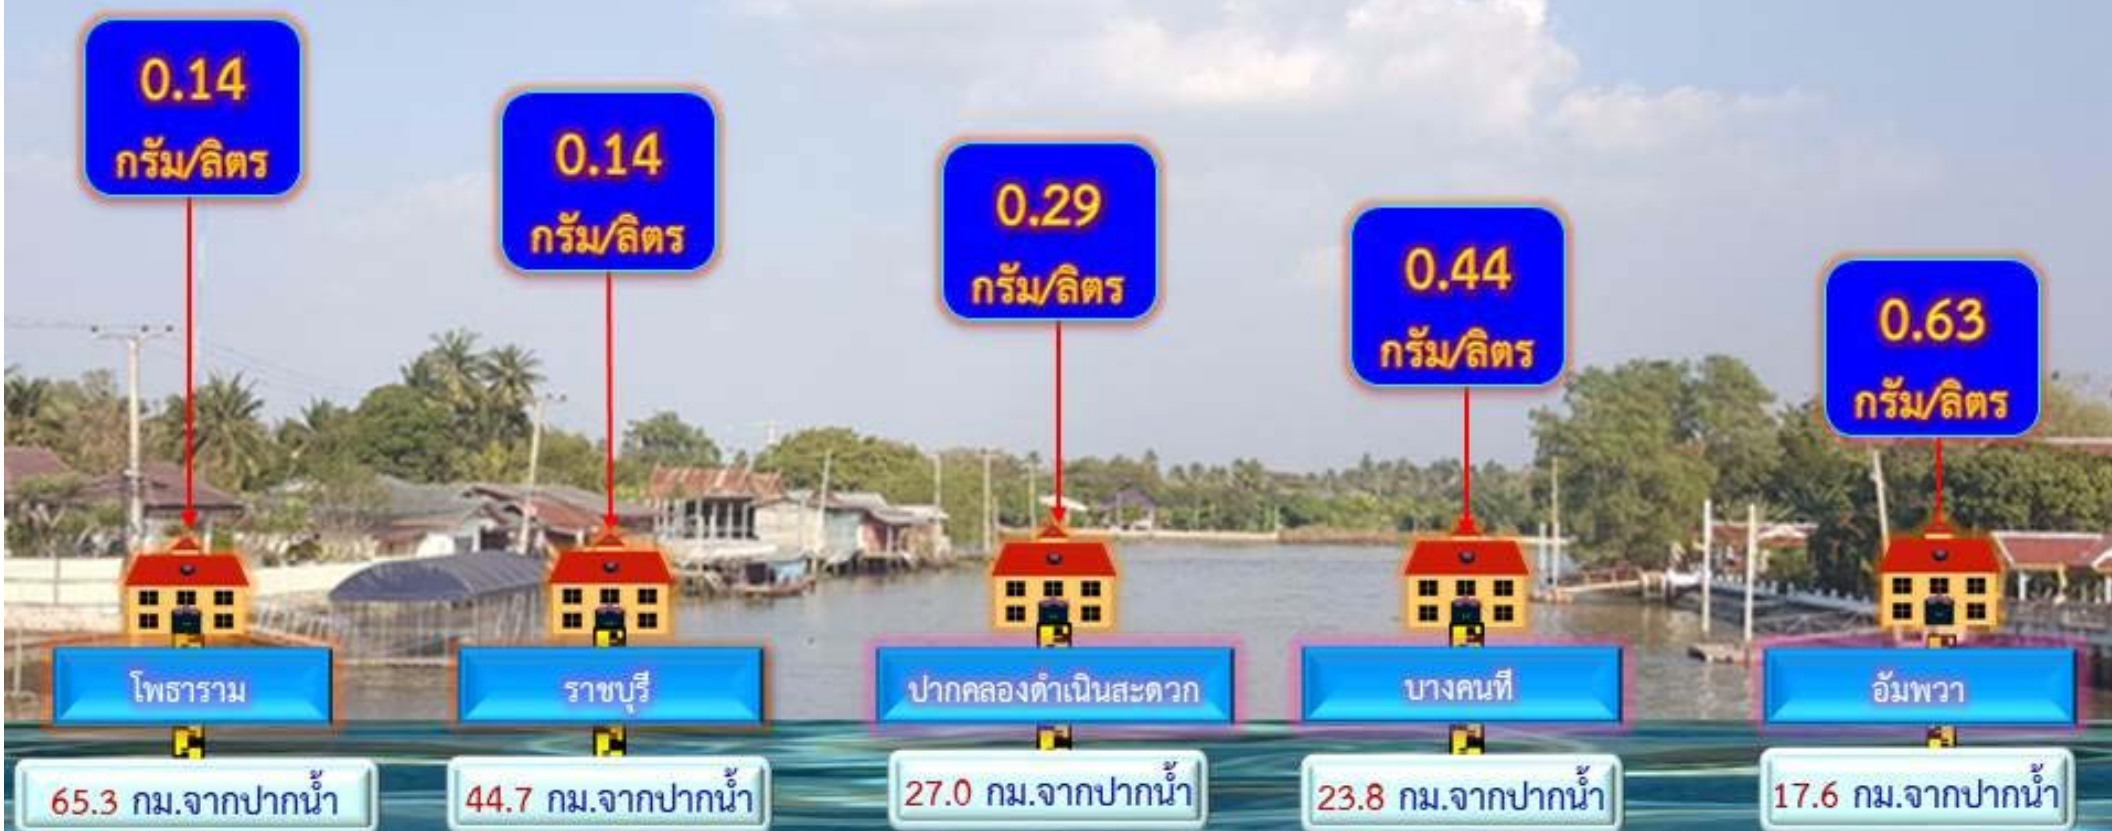 0.14
กรัม/ลิตร
0.14
กรัม/ลิตร
0.29
กรัม/ลิตร
0.44
กรัม/ลิตร
0.63
กรัม/ลิตร
โพธาราม
ราชบุรี
ปากคลองดำเนินสะดวก
บางคนที
อัมพวา
65.3 กม.จากปากน้ำ
44.7 กม.จากปากน้ำ
27.0 กม.จากปากน้ำ
23.8 กม.จากปากน้ำ
17.6 กม.จากปากน้ำ